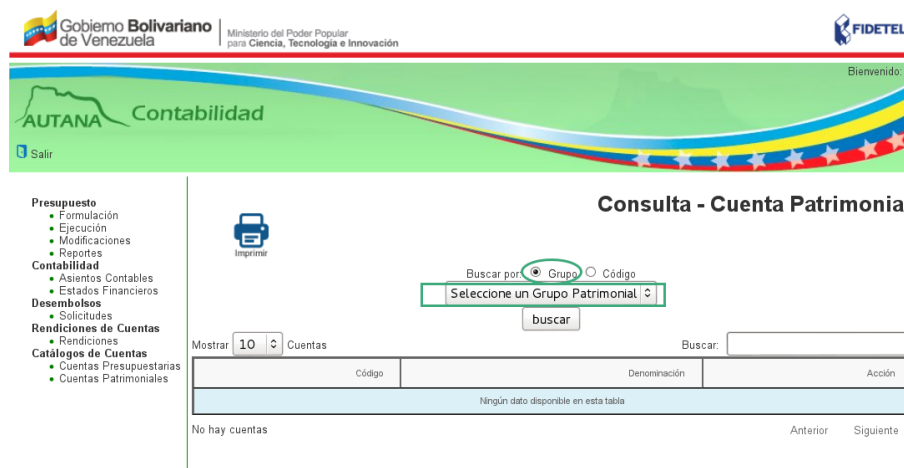 Gobierno Bolivariano
de Venezuela
Ministerio del Poder Popular
para Ciencia, Tecnología e Innovación
FIDETEL
Bienvenido:
AUTANA Contabilidad
Salir
Consulta - Cuenta Patrimonia
Presupuesto
Formulación
Ejecución
Modificaciones
Reportes
Contabilidad
Asientos Contables
Estados Financieros
Desembolsos
Solicitudes
Rendiciones de Cuentas
Rendiciones
Catálogos de Cuentas
Cuentas Presupuestarias
Cuentas Patrimoniales
Imprimir
Buscar por: Grupo Código
Seleccione un Grupo Patrimonial
buscar
Mostrar 10 Cuentas Buscar:
Código Denominación Acción
Ningún dato disponible en esta tabla
No hay cuentas Anterior Siguiente